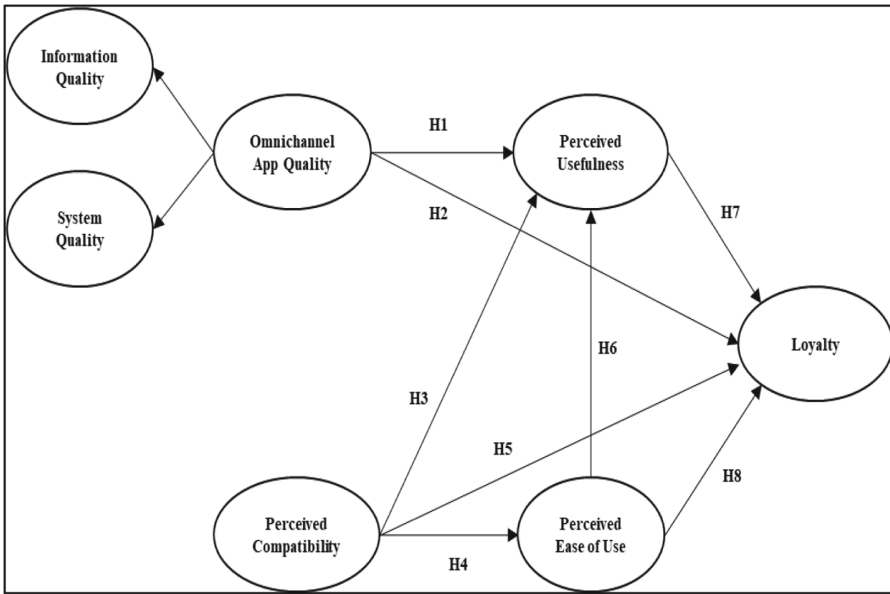 Information
Quality
Omnichannel
App Quality
H1
Perceived
Usefulness
System
Quality
H2
H7
Loyalty
H6
H3
H5
H8
Perceived
Compatibility
H4
Perceived
Ease of Use